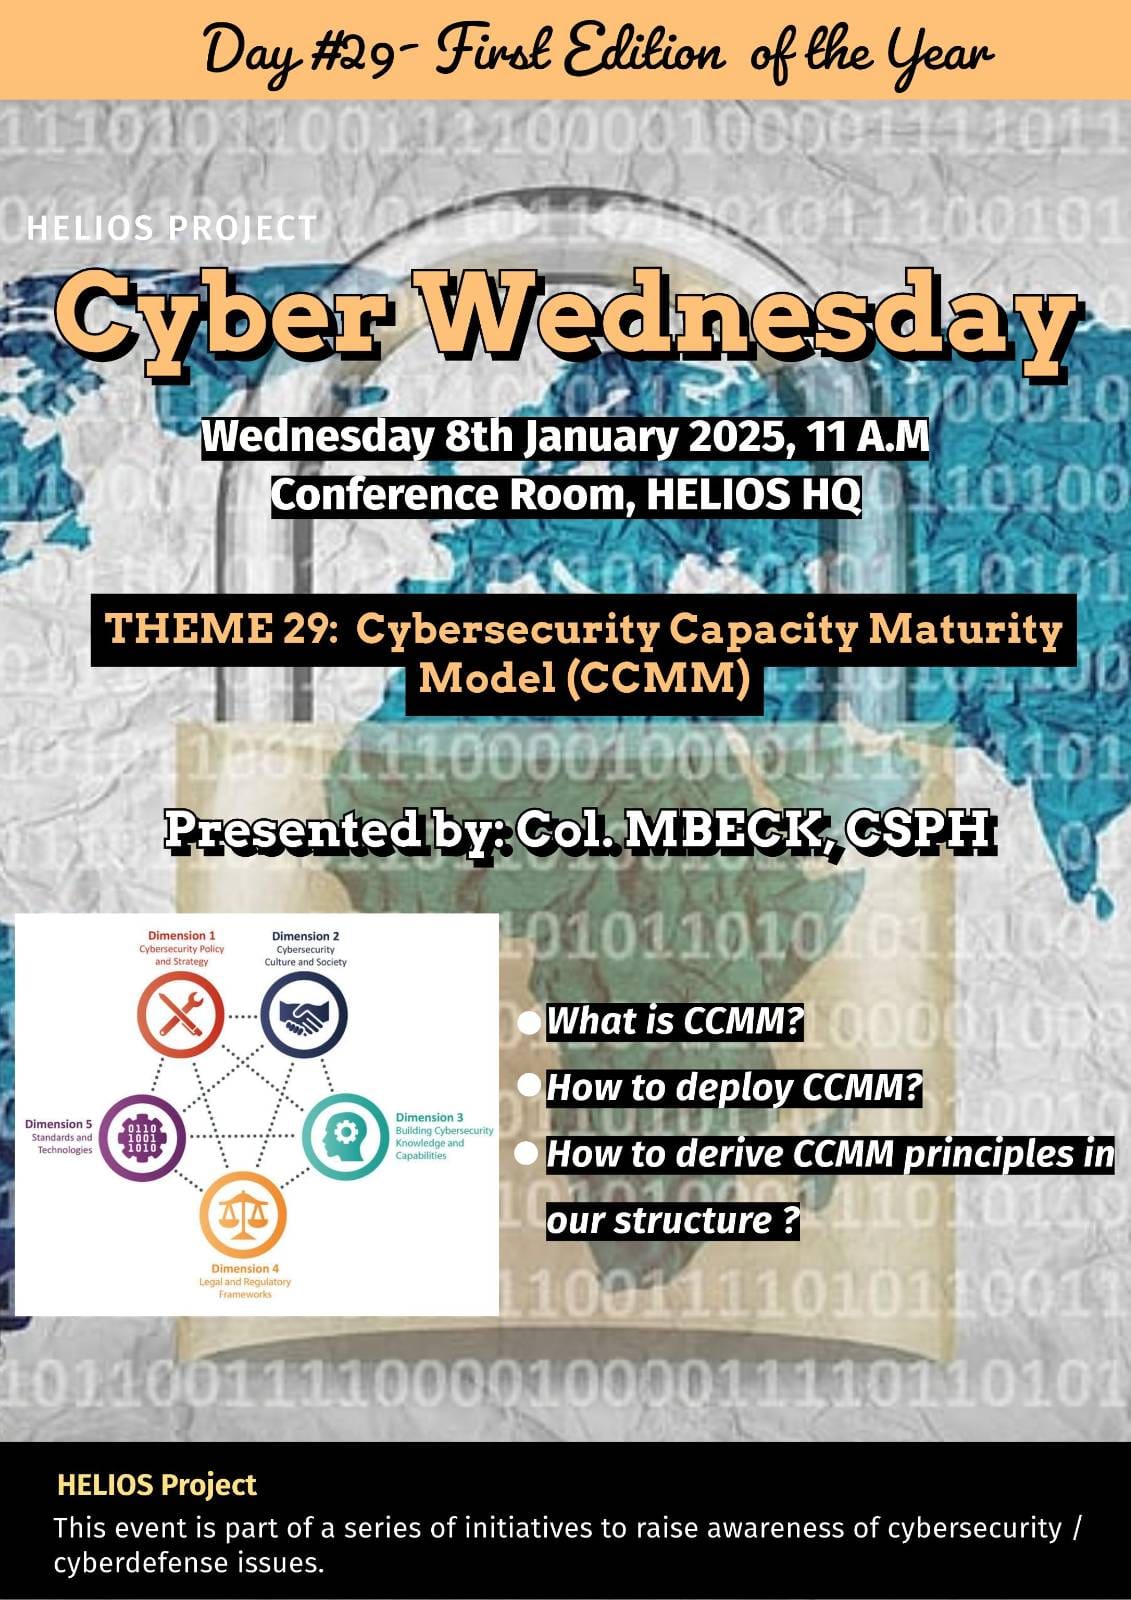 Day #29- First Edition of the Year
HELIOS PROJECT
Cyber Wednesday
Wednesday 8th January 2025, 11 A.M
Conference Room, HELIOS HQ
THEME 29: Cybersecurity Capacity Maturity
Model (CCMM)
Presented by: Col. MBECK, CSPH
Dimension 1
Cybersecurity Policy
and Strategy
Dimension 2
Cybersecurity
Culture and Society
Dimension 5
Standards and
Technologies
0110
1001
1010
Dimension 3
Building Cybersecurity
Knowledge and
Capabilities
Dimension 4
Legal and Regulatory
Frameworks
What is CCMM?
How to deploy CCMM?
How to derive CCMM principles in
our structure ?
HELIOS Project
This event is part of a series of initiatives to raise awareness of cybersecurity /
cyberdefense issues.